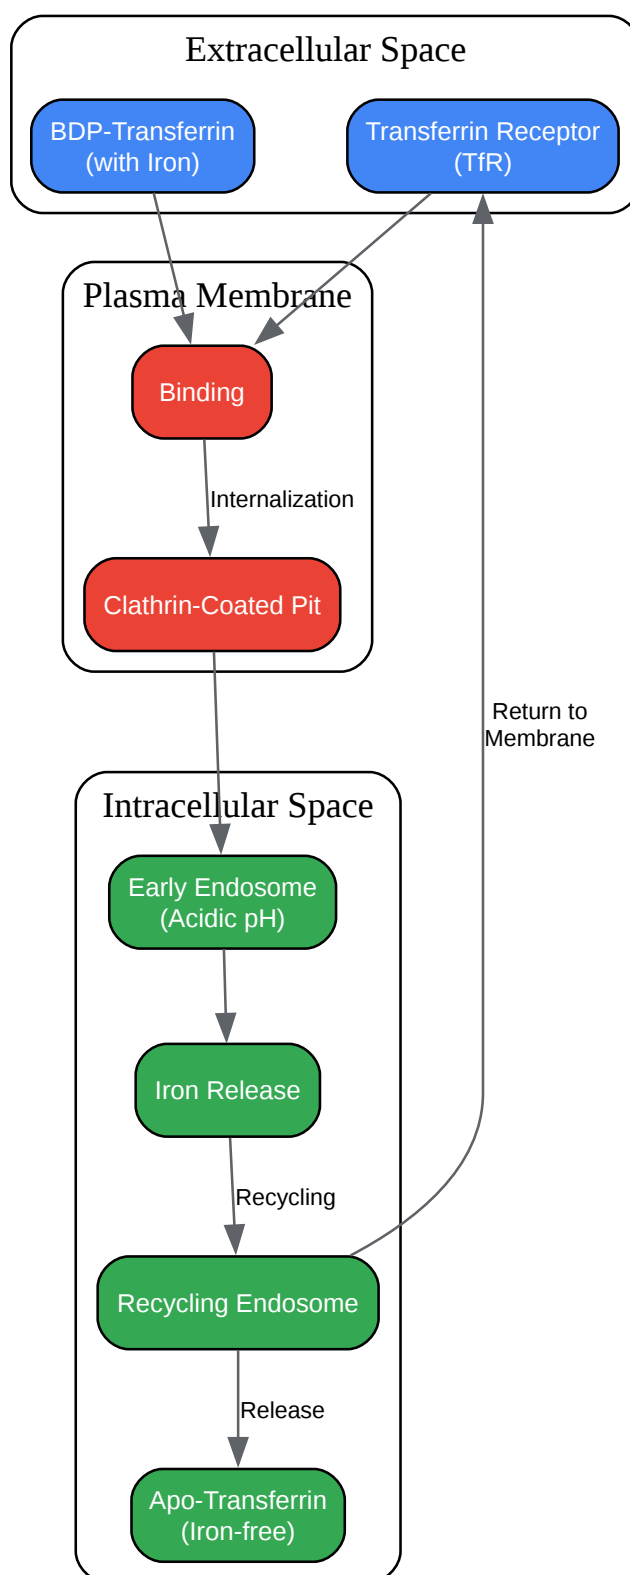 Extracellular Space
BDP-Transferrin
(with Iron)
Transferrin Receptor
(TfR)
Plasma Membrane
Binding
Internalization
Clathrin-Coated Pit
Return to
Membrane
Intracellular Space
Early Endosome
(Acidic pH)
Iron Release
Recycling
Recycling Endosome
Release
Apo-Transferrin
(Iron-free)